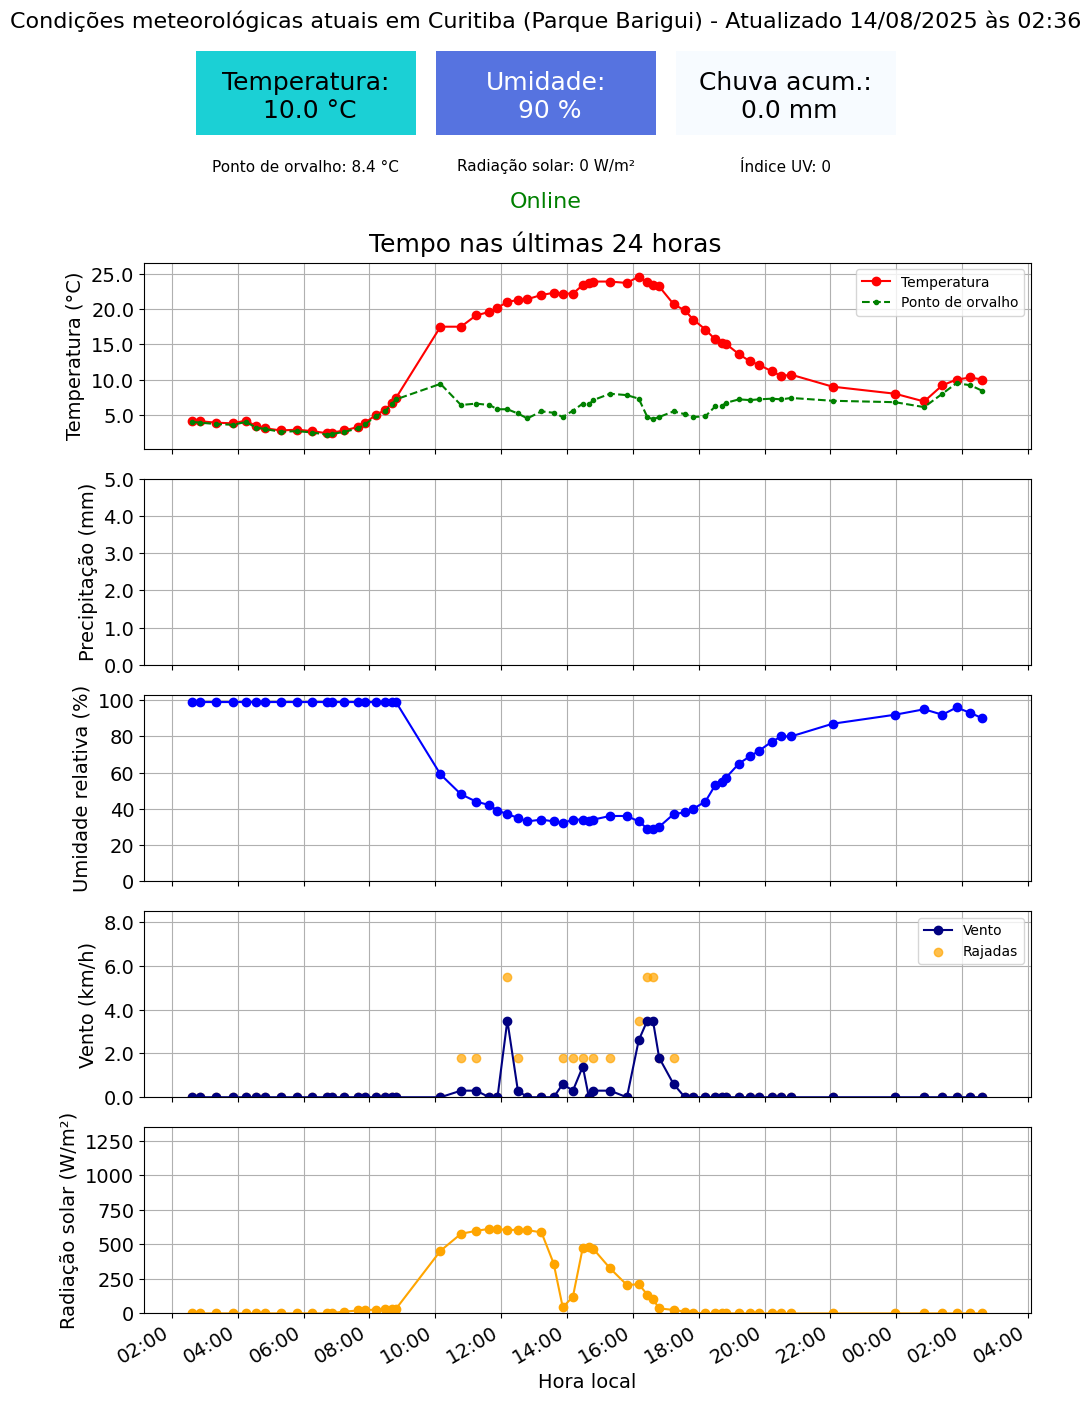 Condições meteorológicas atuais em Curitiba (Parque Barigui) - Atualizado 14/08/2025 às 02:36
Temperatura:
10.0 °C
Umidade:
90 %
Chuva acum.:
0.0 mm
Ponto de orvalho: 8.4 °C
Radiação solar: 0 W/m²
Índice UV: 0
Online
Tempo nas últimas 24 horas
Temperatura (°C)
25.0
20.0
15.0
10.0
5.0
Temperatura
Ponto de orvalho
Precipitação (mm)
5.0
4.0
3.0
2.0
1.0
0.0
Umidade relativa (%)
100
80
60
40
20
0
Vento (km/h)
8.0
6.0
4.0
2.0
0.0
Vento
Rajadas
Radiação solar (W/m²)
1250
1000
750
500
250
0
02:00 04:00 06:00 08:00 10:00 12:00 14:00 16:00 18:00 20:00 22:00 00:00 02:00 04:00
Hora local